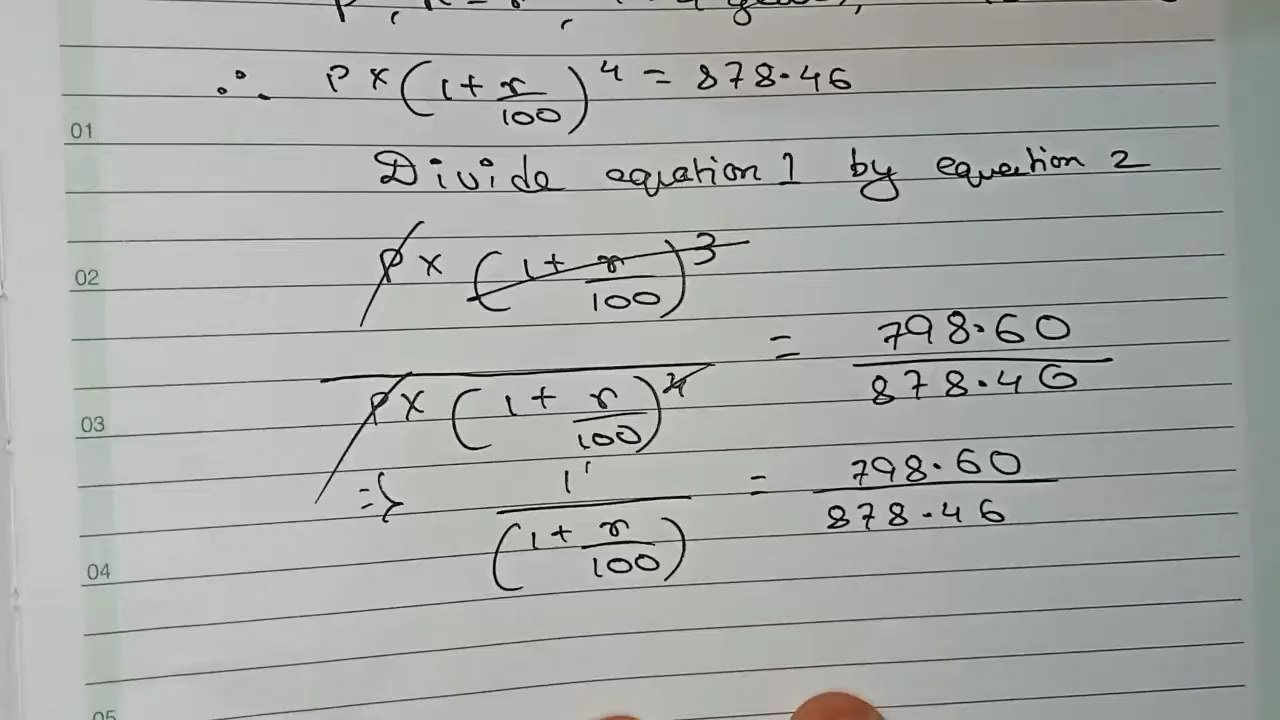 ∴ P × (1 + r/100)^4 = 878.46
01
Divide equation 1 by equation 2
P × (1 + r/100)^3
02
= 798.60/878.46
P × (1 + r/100)^4
03
=> 1/(1 + r/100) = 798.60/878.46
04
05